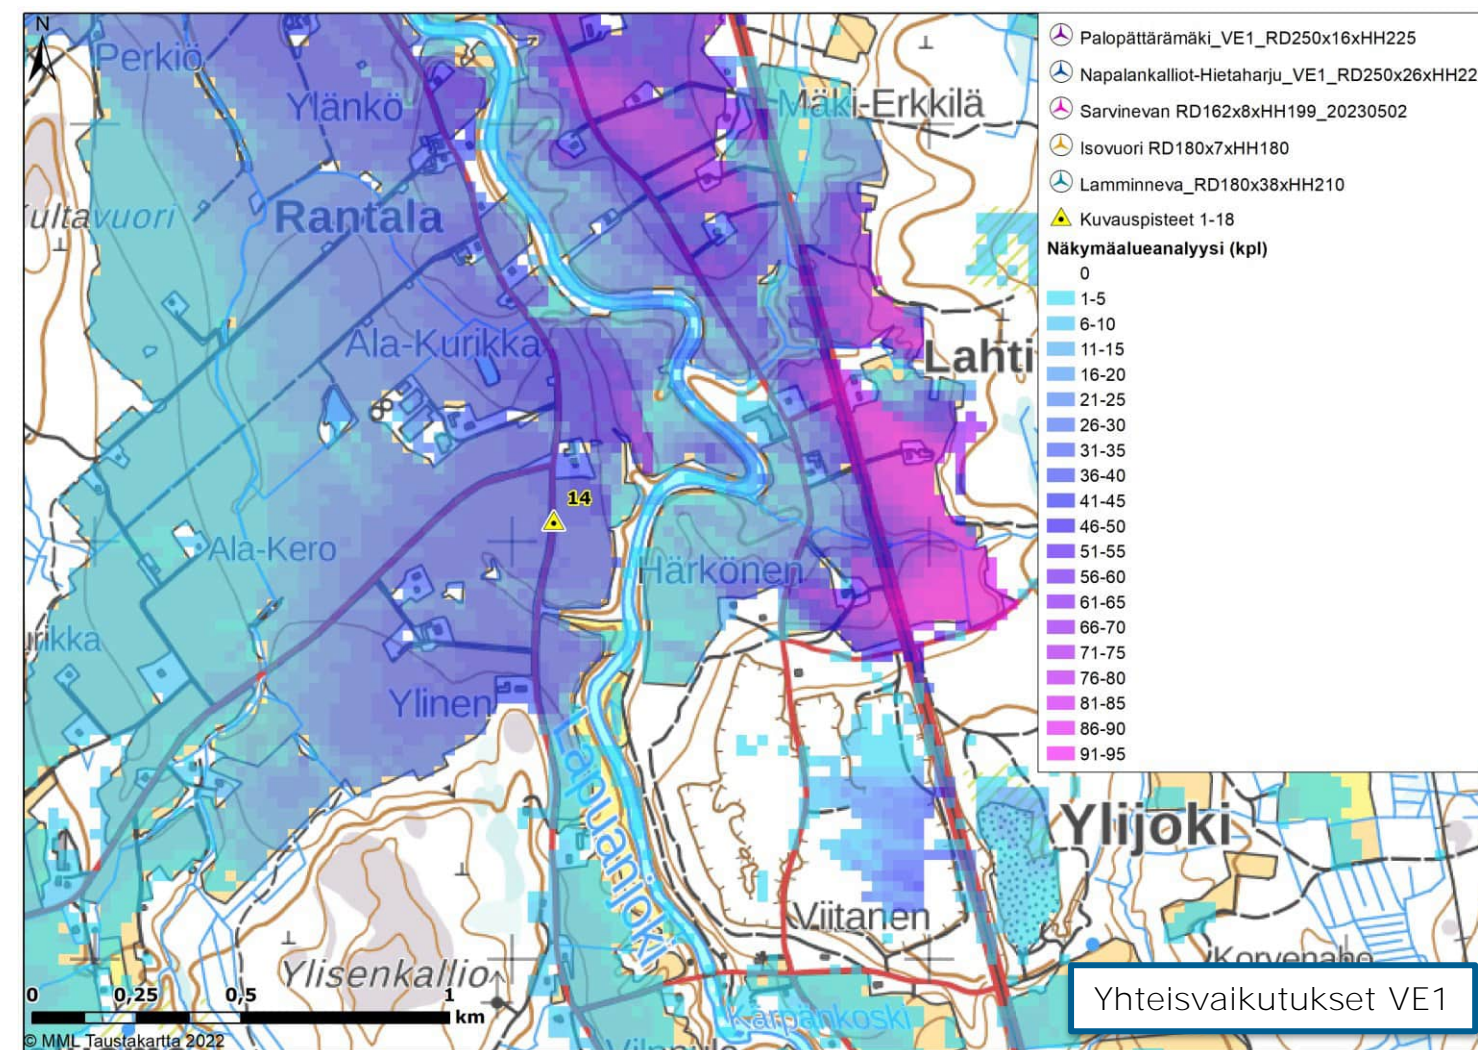 N
Perkiö
Ylänkö
Mäki-Erkkilä
Rantala
Ala-Kurikka
Lahti
14
Ala-Kero
Härkönen
Ylinen
Lapuanjoki
Ylijoki
Viitanen
Ylisenkallio
Karpankoski
0 0,25 0,5 1
km
© MML Taustakartta 2022
Palopättärämäki_VE1_RD250x16xHH225
Napalankalliot-Hietaharju_VE1_RD250x26xHH22
Sarvinevan RD162x8xHH199_20230502
Isovuori RD180x7xHH180
Lamminneva_RD180x38xHH210
Kuvauspisteet 1-18
Näkymäalueanalyysi (kpl)
0
1-5
6-10
11-15
16-20
21-25
26-30
31-35
36-40
41-45
46-50
51-55
56-60
61-65
66-70
71-75
76-80
81-85
86-90
91-95
Yhteisvaikutukset VE1